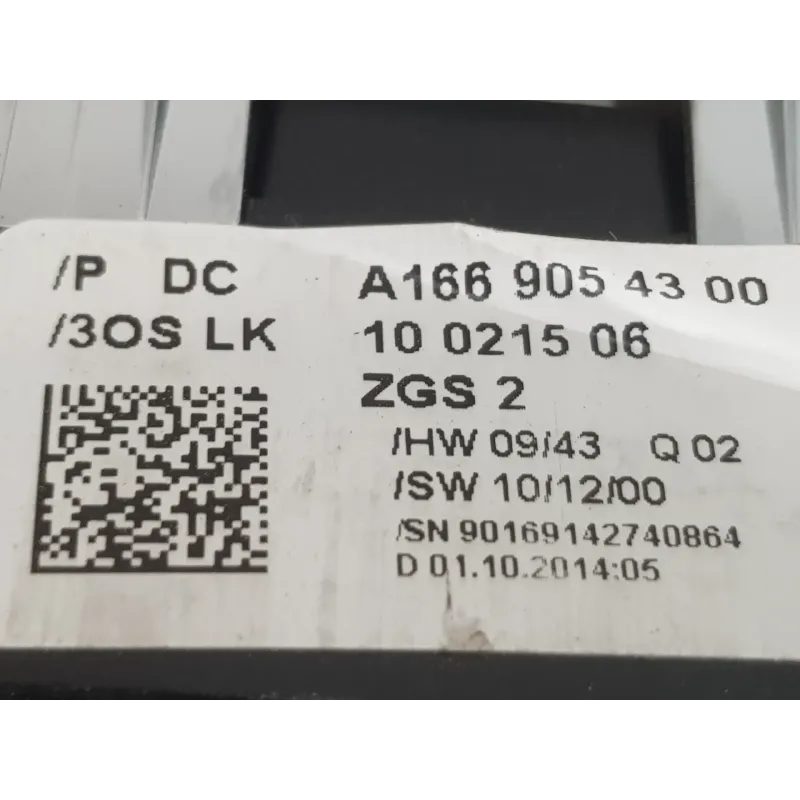 /P DC A166 905 43 00
/3OS LK 10 0215 06
ZGS 2
/HW 09/43 Q 02
/SW 10/12/00
/SN 90169142740864
D 01.10.2014:05